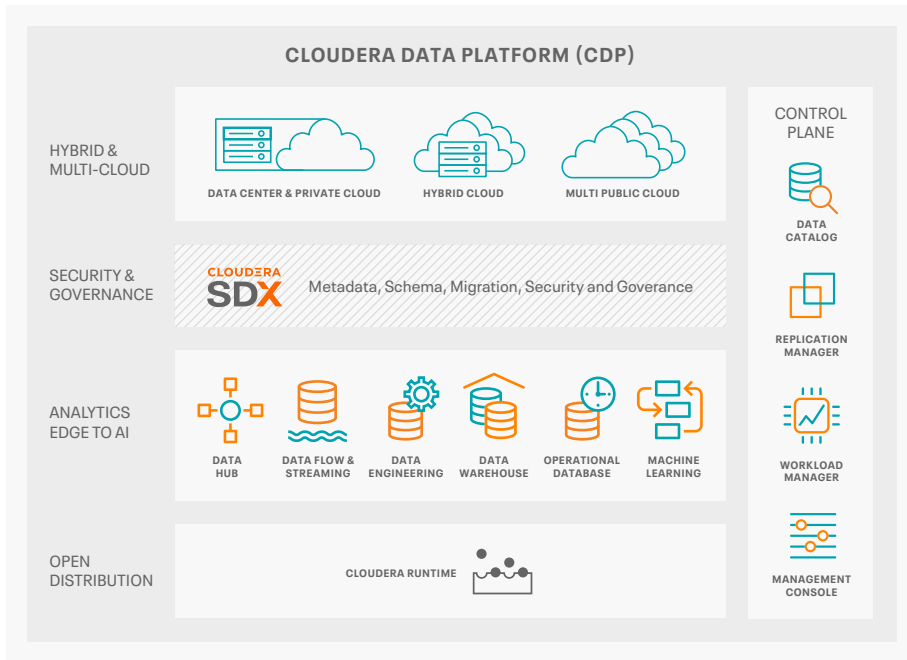 CLOUDERA DATA PLATFORM (CDP)
HYBRID &
MULTI-CLOUD
DATA CENTER & PRIVATE CLOUD
HYBRID CLOUD
MULTI PUBLIC CLOUD
SECURITY &
GOVERNANCE
CLOUDERA
SDX
Metadata, Schema, Migration, Security and Goverance
ANALYTICS
EDGE TO AI
DATA
HUB
DATA FLOW &
STREAMING
DATA
ENGINEERING
DATA
WAREHOUSE
OPERATIONAL
DATABASE
MACHINE
LEARNING
OPEN
DISTRIBUTION
CLOUDERA RUNTIME
CONTROL
PLANE
DATA
CATALOG
REPLICATION
MANAGER
WORKLOAD
MANAGER
MANAGEMENT
CONSOLE